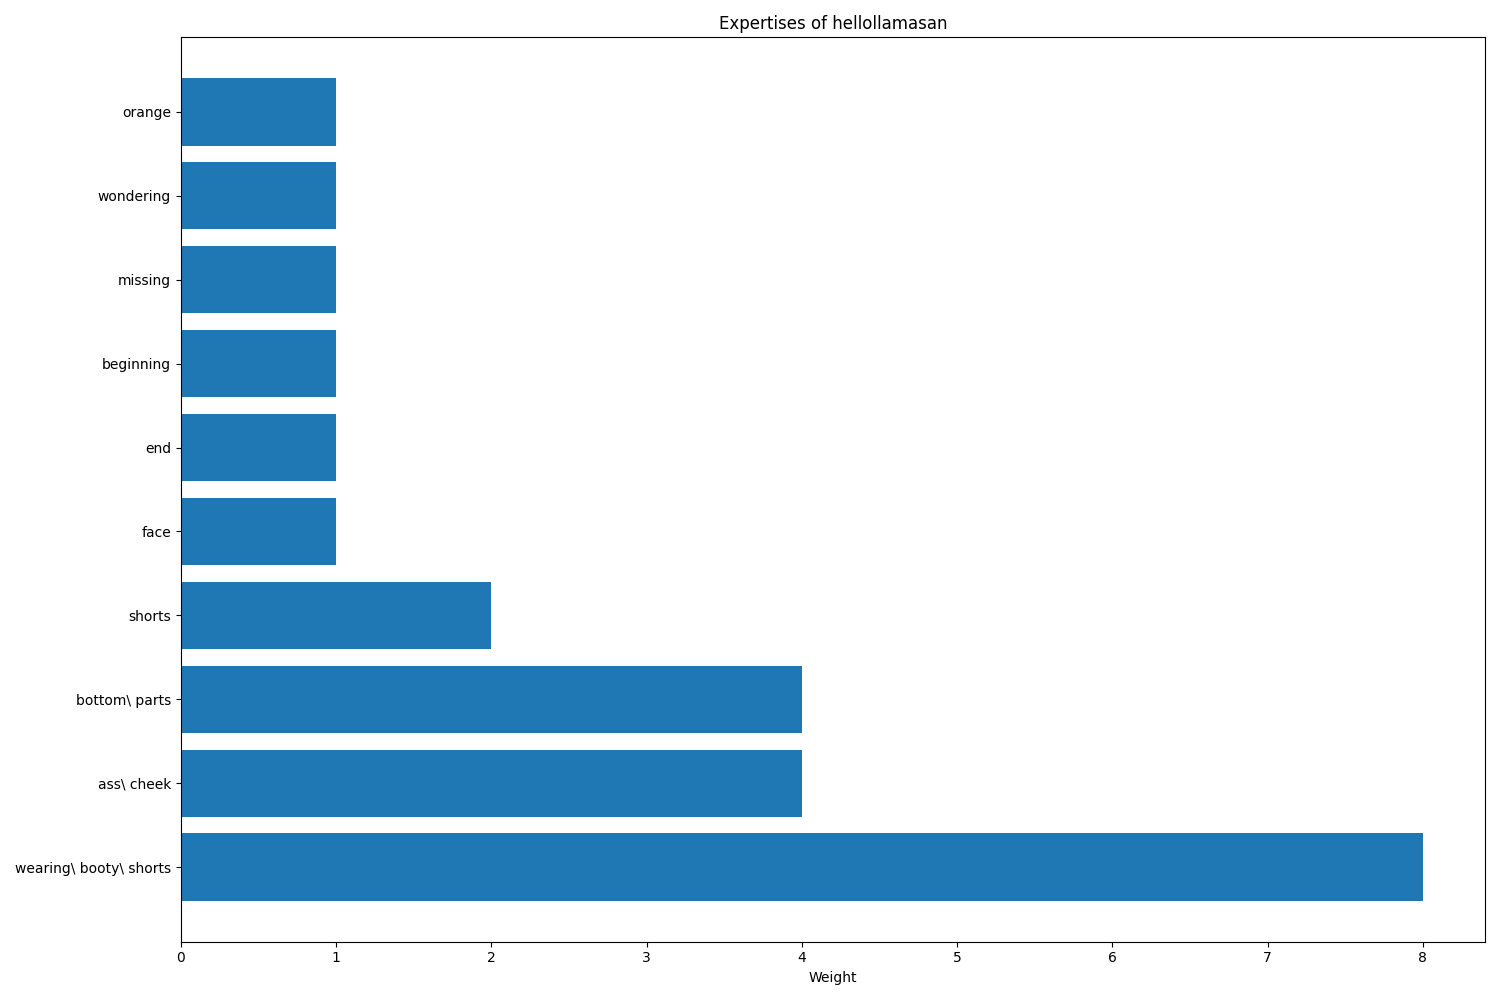 Expertises of hellollamasan
orange
wondering
missing
beginning
end
face
shorts
bottom\ parts
ass\ cheek
wearing\ booty\ shorts
0 1 2 3 4 5 6 7 8
Weight